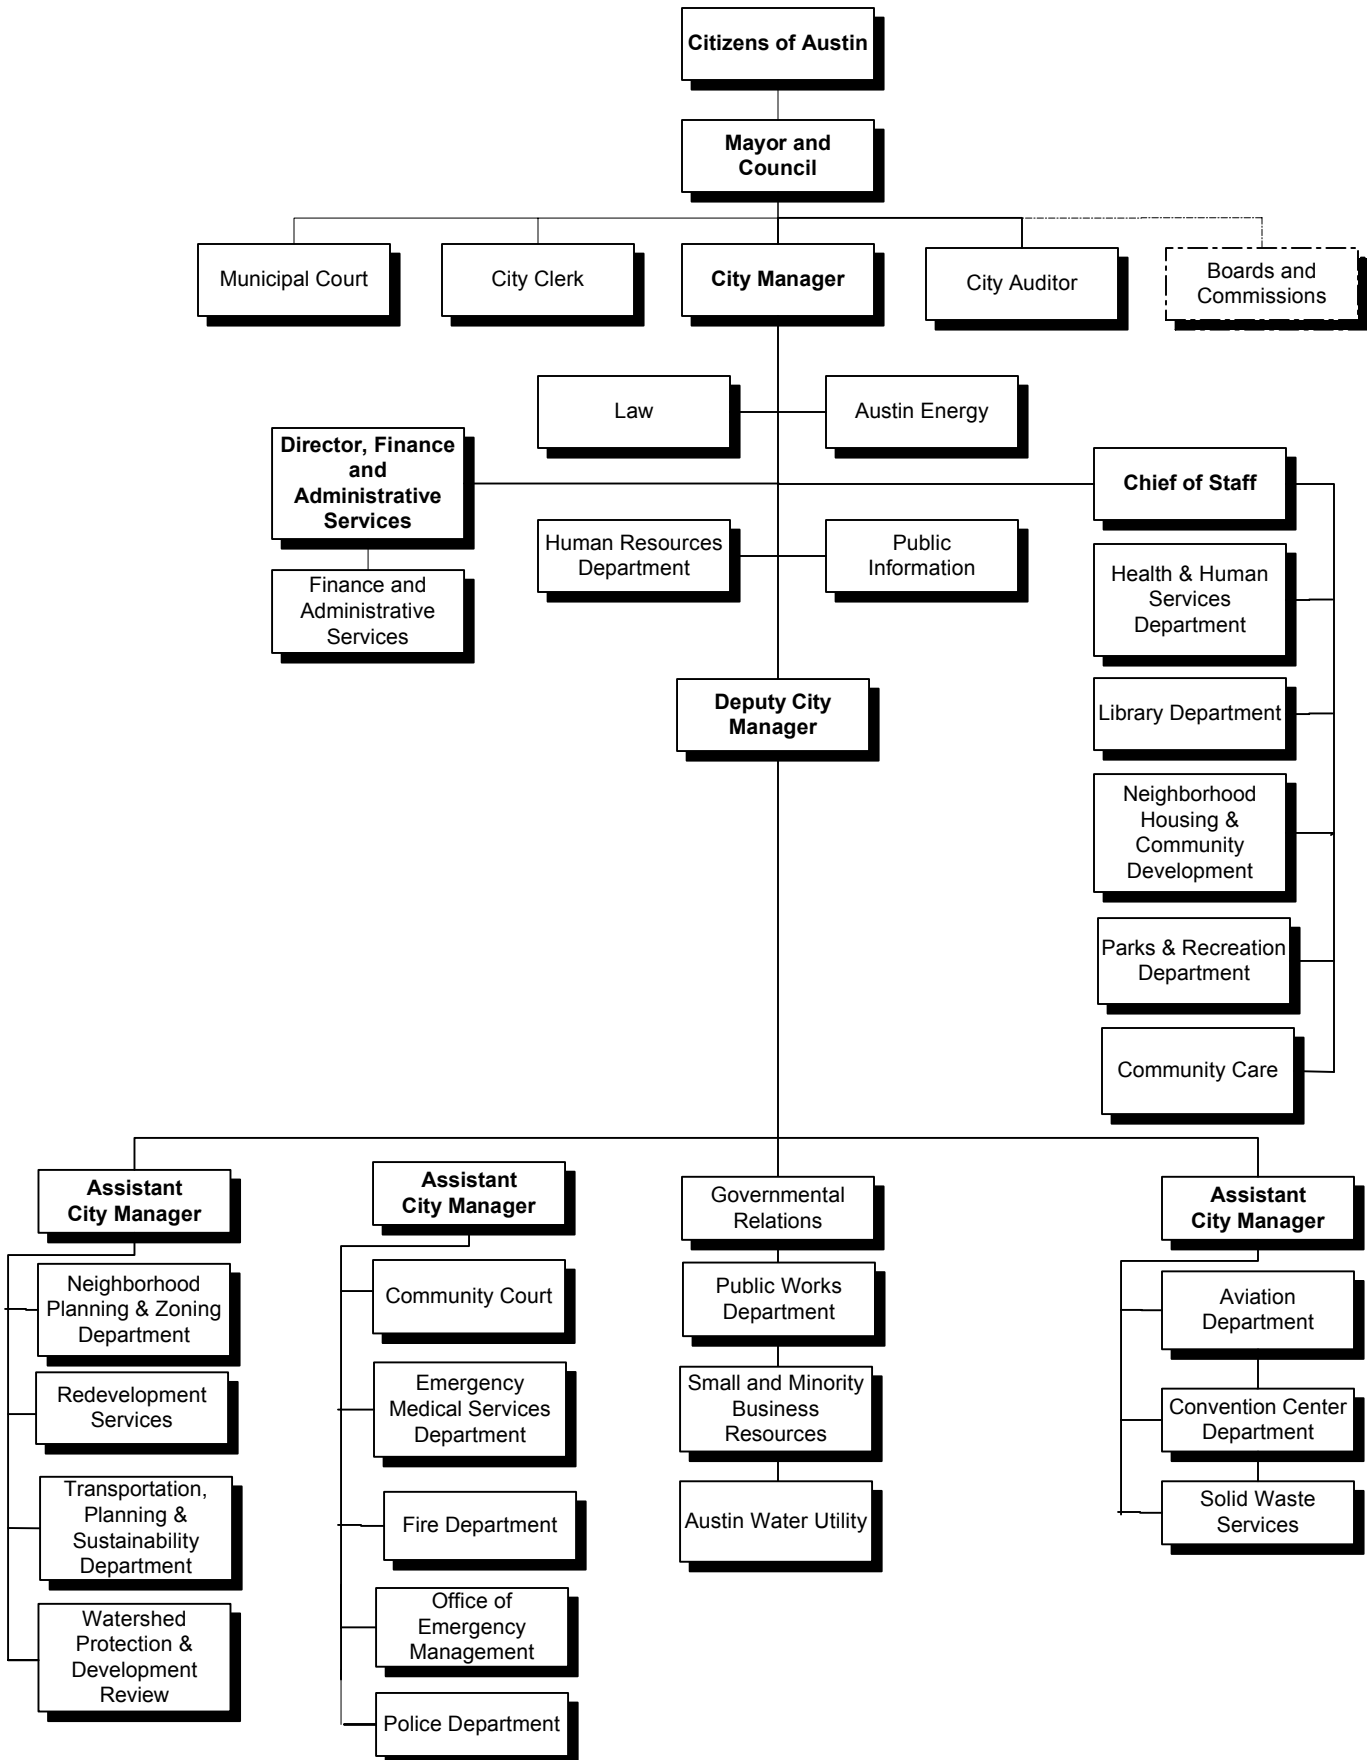 Citizens of Austin
Mayor and
Council
Municipal Court
City Clerk
City Manager
City Auditor
Boards and
Commissions
Law
Austin Energy
Director, Finance
and
Administrative
Services
Chief of Staff
Human Resources
Department
Public
Information
Finance and
Administrative
Services
Health & Human
Services
Department
Deputy City
Manager
Library Department
Neighborhood
Housing &
Community
Development
Parks & Recreation
Department
Community Care
Assistant
City Manager
Neighborhood
Planning & Zoning
Department
Redevelopment
Services
Transportation,
Planning &
Sustainability
Department
Watershed
Protection &
Development
Review
Assistant
City Manager
Community Court
Emergency
Medical Services
Department
Fire Department
Office of
Emergency
Management
Police Department
Governmental
Relations
Public Works
Department
Small and Minority
Business
Resources
Austin Water Utility
Assistant
City Manager
Aviation
Department
Convention Center
Department
Solid Waste
Services